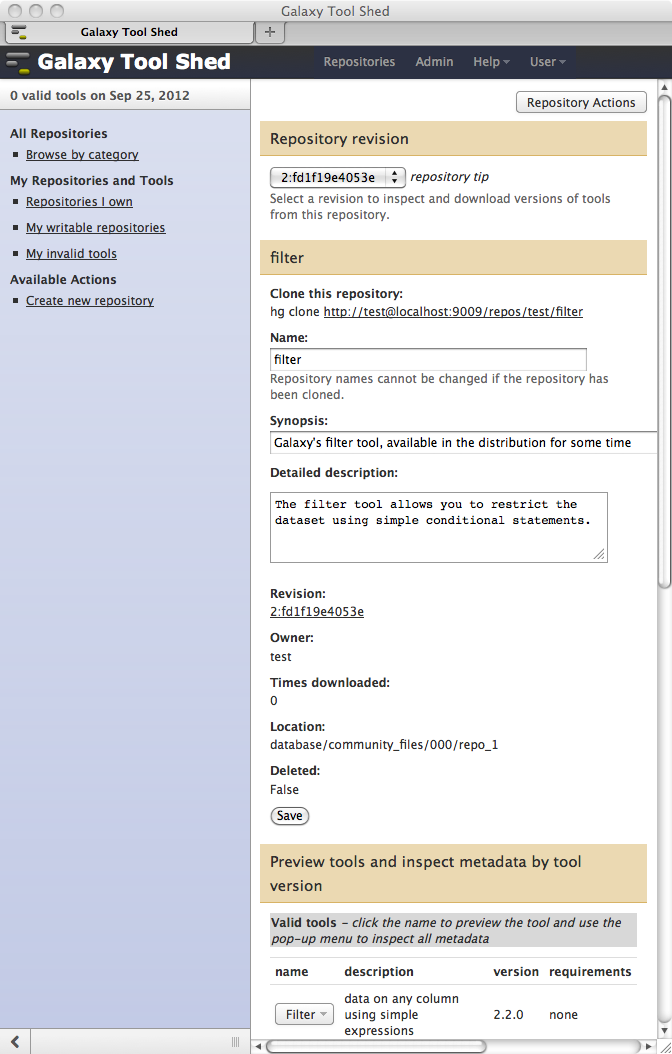 Galaxy Tool Shed
Galaxy Tool Shed
+
Galaxy Tool Shed
Repositories Admin Help User
0 valid tools on Sep 25, 2012
All Repositories
Browse by category
My Repositories and Tools
Repositories I own
My writable repositories
My invalid tools
Available Actions
Create new repository
Repository Actions
Repository revision
2:fd1f19e4053e repository tip
Select a revision to inspect and download versions of tools
from this repository.
filter
Clone this repository:
hg clone http://test@localhost:9009/repos/test/filter
Name:
filter
Repository names cannot be changed if the repository has
been cloned.
Synopsis:
Galaxy's filter tool, available in the distribution for some time
Detailed description:
The filter tool allows you to restrict the
dataset using simple conditional statements.
Revision:
2:fd1f19e4053e
Owner:
test
Times downloaded:
0
Location:
database/community_files/000/repo_1
Deleted:
False
Save
Preview tools and inspect metadata by tool
version
Valid tools - click the name to preview the tool and use the
pop-up menu to inspect all metadata
name description version requirements
Filter data on any column using simple expressions 2.2.0 none